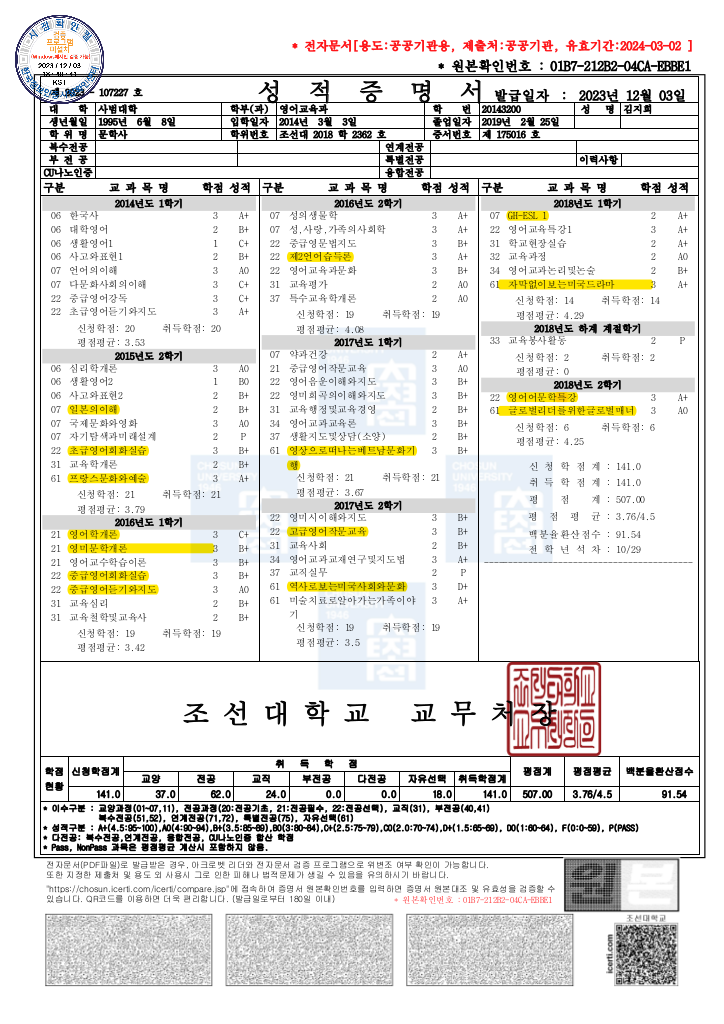 * 전자문서[용도:공공기관용, 제출처:공공기관, 유효기간:2024-03-02 ]
* 원본확인번호 : 01B7-212B2-04CA-EBBE1
시점확인필
검증
프로그램
미설치
(Windows 계열만 검증 가능)
2023 / 12 / 03
KST
107227 호
성 적 증 명 서
발급일자 : 2023년 12월 03일
대 학 사범대학 학부(과) 영어교육과 학 번 20143200 성 명 김지희
생년월일 1995년 6월 8일 입학일자 2014년 3월 3일 졸업일자 2019년 2월 25일
학 위 명 문학사 학위번호 조선대 2018 학 2362 호 증서번호 제 175016 호
복수전공 연계전공
부 전 공 특별전공 이력사항
CU나노인증 융합전공
구분 교 과 목 명 학점 성적
2014년도 1학기
06 한국사 3 A+
06 대학영어 2 B+
06 생활영어1 1 C+
06 사고와표현1 2 B+
07 언어의이해 3 A0
07 다문화사회의이해 3 C+
22 중급영어강독 3 C+
22 초급영어듣기와지도 3 A+
신청학점: 20 취득학점: 20
평점평균: 3.53
2015년도 2학기
06 심리학개론 3 A0
06 생활영어2 1 B0
06 사고와표현2 2 B+
07 일본의이해 3 B+
07 국제문화와영화 3 A0
07 자기탐색과미래설계 2 P
22 초급영어회화실습 3 B+
31 교육학개론 2 B+
61 프랑스문화와예술 3 A+
신청학점: 21 취득학점: 21
평점평균: 3.79
2016년도 1학기
21 영어학개론 3 C+
21 영미문학개론 3 B+
21 영어교수학습이론 3 B+
22 중급영어회화실습 3 B+
22 중급영어듣기와지도 3 A0
31 교육심리 2 B+
31 교육철학및교육사 2 B+
신청학점: 19 취득학점: 19
평점평균: 3.42
구분 교 과 목 명 학점 성적
2016년도 2학기
07 성의생물학 3 A+
07 성,사랑,가족의사회학 3 A+
22 중급영문법지도 3 B+
22 제2언어습득론 3 A+
22 영어교육과문화 3 B+
31 교육평가 2 A0
37 특수교육학개론 2 A0
신청학점: 19 취득학점: 19
평점평균: 4.08
2017년도 1학기
07 약과건강 2 A+
21 중급영어작문교육 3 A0
22 영어음운이해와지도 3 B+
22 영미희곡의이해와지도 3 B+
31 교육행정및교육경영 2 B+
34 영어교과교육론 3 B+
37 생활지도및상담(소양) 2 B+
61 영상으로떠나는베트남문화기 3 B+
행
신청학점: 21 취득학점: 21
평점평균: 3.67
2017년도 2학기
22 영미시이해와지도 3 B+
22 고급영어작문교육 3 B+
31 교육사회 2 B+
34 영어교과교재연구및지도법 3 A+
37 교직실무 2 P
61 역사로보는미국사회와문화 3 D+
61 미술치료로알아가는가족이야 3 A+
기
신청학점: 19 취득학점: 19
평점평균: 3.5
구분 교 과 목 명 학점 성적
2018년도 1학기
07 GH-ESL 1 2 A+
22 영어교육특강1 3 A+
31 학교현장실습 2 A+
32 교육과정 2 A0
34 영어교과논리및논술 2 B+
61 자막없이보는미국드라마 3 A+
신청학점: 14 취득학점: 14
평점평균: 4.29
2018년도 하계 계절학기
33 교육봉사활동 2 P
신청학점: 2 취득학점: 2
평점평균: 0
2018년도 2학기
22 영어어문학특강 3 A+
61 글로벌리더를위한글로벌매너 3 A0
신청학점: 6 취득학점: 6
평점평균: 4.25
신 청 학 점 계 : 141.0
취 득 학 점 계 : 141.0
평 점 계 : 507.00
평 점 평 균 : 3.76/4.5
백분율환산점수 : 91.54
전 학 년 석 차 : 10/29
조 선 대 학 교 교 무 처 장
학점현황 신청학점계 취 득 학 점 평점계 평점평균 백분율환산점수
교양 전공 교직 부전공 다전공 자유선택 취득학점계
141.0 37.0 62.0 24.0 0.0 0.0 18.0 141.0 507.00 3.76/4.5 91.54
* 이수구분 : 교양과정(01-07,11), 전공과정(20:전공기초, 21:전공필수, 22:전공선택), 교직(31), 부전공(40,41)
복수전공(51,52), 연계전공(71,72), 특별전공(75), 자유선택(61)
* 성적구분 : A+(4.5:95-100),A0(4:90-94),B+(3.5:85-89),B0(3:80-84),C+(2.5:75-79),C0(2.0:70-74),D+(1.5:65-69), D0(1:60-64), F(0:0-59), P(PASS)
* 다전공: 복수전공,연계전공, 융합전공, CU나노인증 합산 학점
* Pass, NonPass 과목은 평점평균 계산시 포함하지 않음.
전자문서(PDF파일)로 발급받은 경우, 아크로벳 리더와 전자문서 검증 프로그램으로 위변조 여부 확인이 가능합니다.
또한 지정한 제출처 및 용도 외 사용시 그로 인한 피해나 법적문제가 생길 수 있음을 유의하시기 바랍니다.
"https://chosun.icerti.com/icerti/compare.jsp"에 접속하여 증명서 원본확인번호를 입력하면 증명서 원본대조 및 유효성을 검증할 수
있습니다. QR코드를 이용하면 더욱 편리합니다. (발급일로부터 180일 이내) * 원본확인번호 : 01B7-212B2-04CA-EBBE1
원본
조선대학교
icerti.com